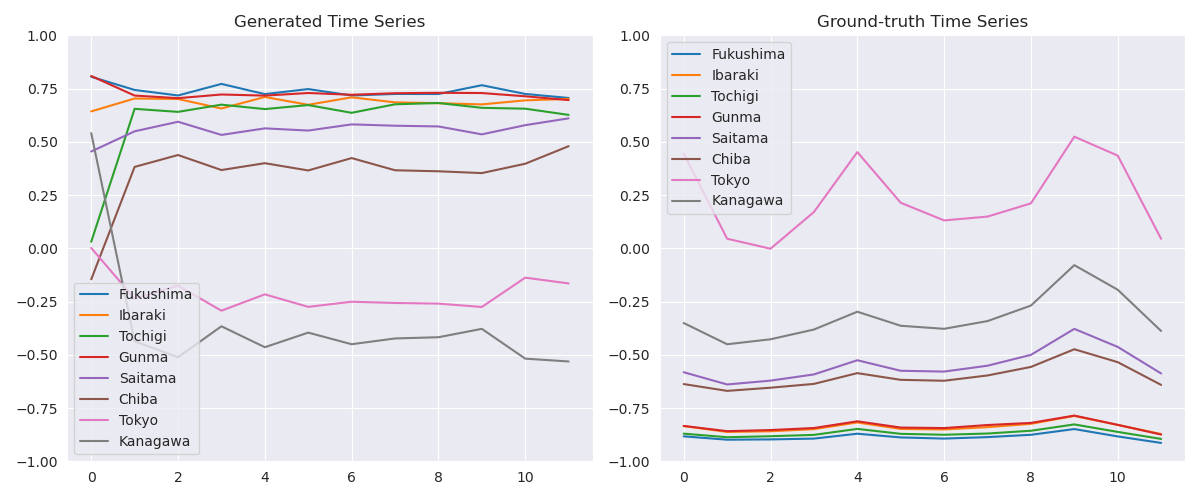 Generated Time Series
1.00
0.75
0.50
0.25
0.00
−0.25
−0.50
−0.75
−1.00
Fukushima
Ibaraki
Tochigi
Gunma
Saitama
Chiba
Tokyo
Kanagawa
0 2 4 6 8 10
Ground-truth Time Series
1.00
0.75
0.50
0.25
0.00
−0.25
−0.50
−0.75
−1.00
Fukushima
Ibaraki
Tochigi
Gunma
Saitama
Chiba
Tokyo
Kanagawa
0 2 4 6 8 10